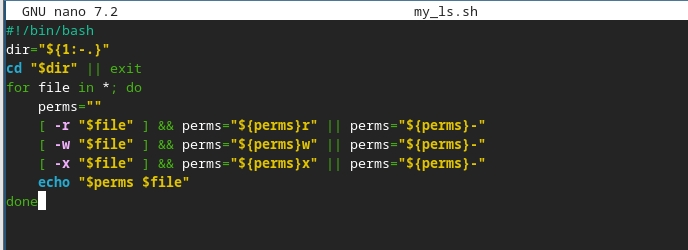 GNU nano 7.2 my_ls.sh
#!/bin/bash
dir="${1:-.}"
cd "$dir" || exit
for file in *; do
    perms=""
    [ -r "$file" ] && perms="${perms}r" || perms="${perms}-"
    [ -w "$file" ] && perms="${perms}w" || perms="${perms}-"
    [ -x "$file" ] && perms="${perms}x" || perms="${perms}-"
    echo "$perms $file"
done